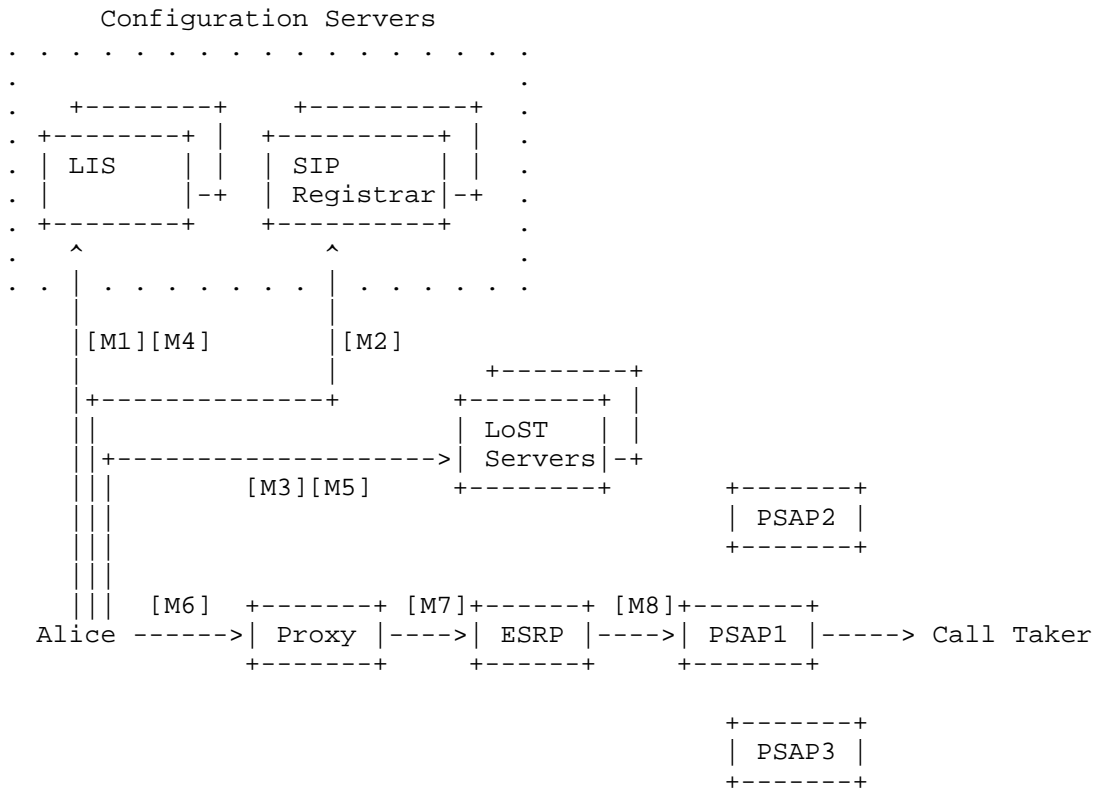 Configuration Servers
LIS SIP
Registrar
[M1][M4] [M2]
LoST
Servers
[M3][M5]
PSAP2
[M6] [M7] [M8]
Alice Proxy ESRP PSAP1 Call Taker
PSAP3